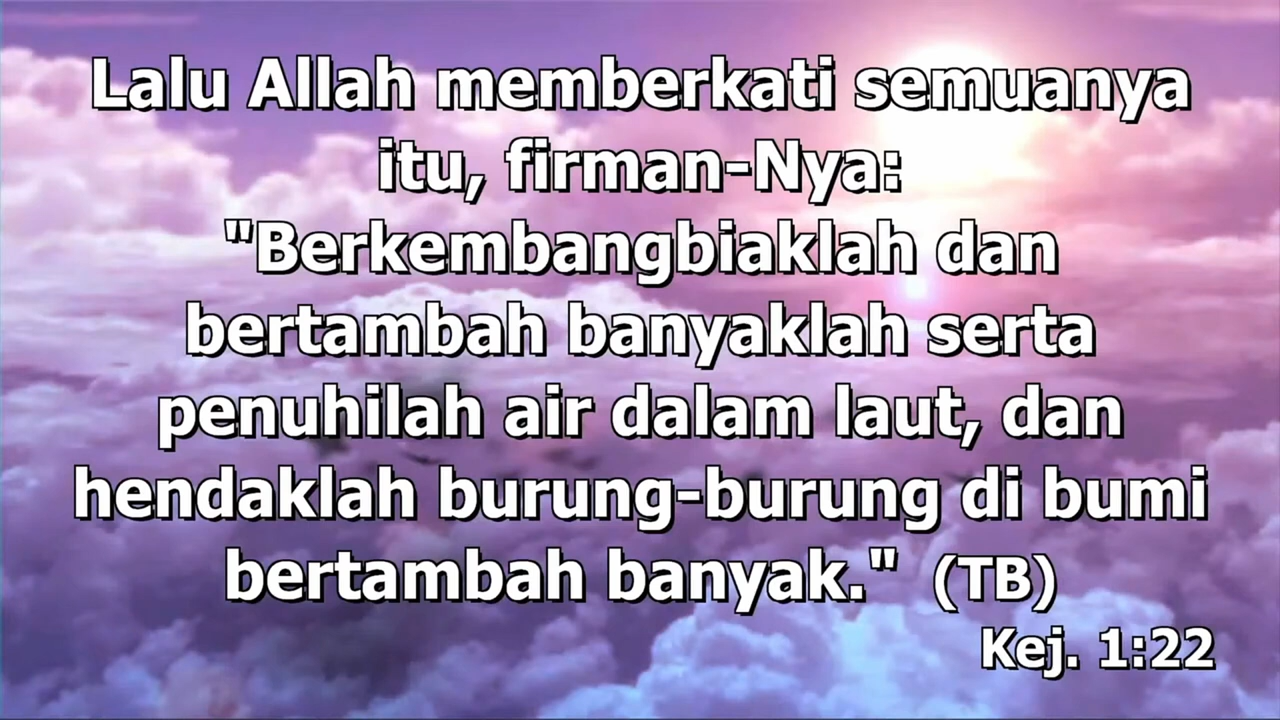 Lalu Allah memberkati semuanya
itu, firman-Nya:
"Berkembangbiaklah dan
bertambah banyaklah serta
penuhilah air dalam laut, dan
hendaklah burung-burung di bumi
bertambah banyak." (TB)
Kej. 1:22